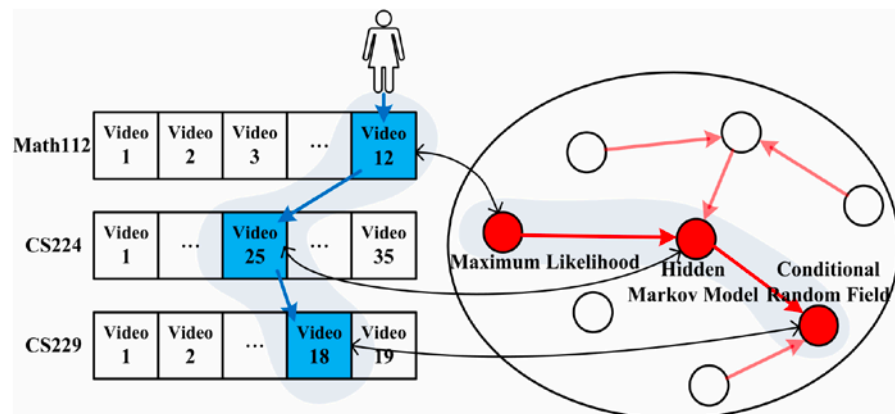 Math112
Video 1
Video 2
Video 3
...
Video 12
CS224
Video 1
...
Video 25
...
Video 35
CS229
Video 1
Video 2
...
Video 18
Video 19
Maximum Likelihood
Hidden
Markov Model
Conditional
Random Field